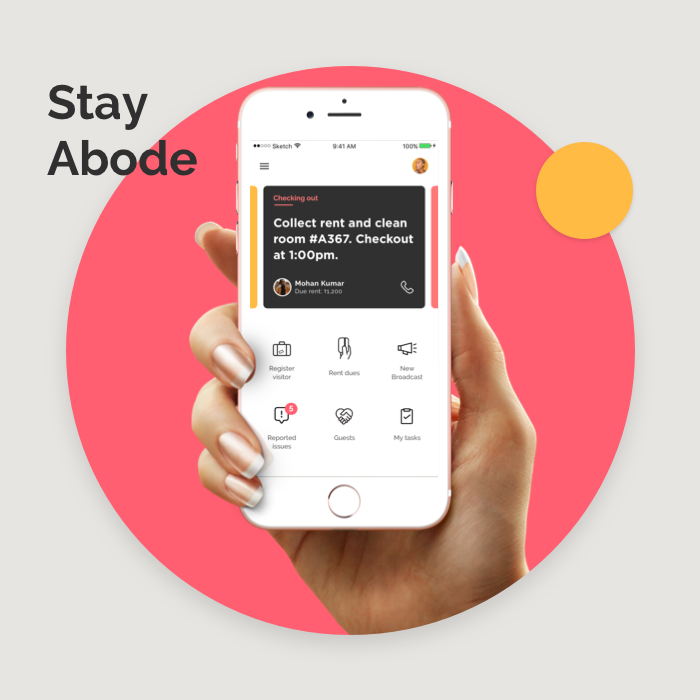 Stay
Abode
Sketch
9:41 AM
100%
Checking out
Collect rent and clean
room #A367. Checkout
at 1:00pm.
Mohan Kumar
Due rent: ₹1,200
Register
visitor
Rent dues
New
Broadcast
5
Reported
issues
Guests
My tasks